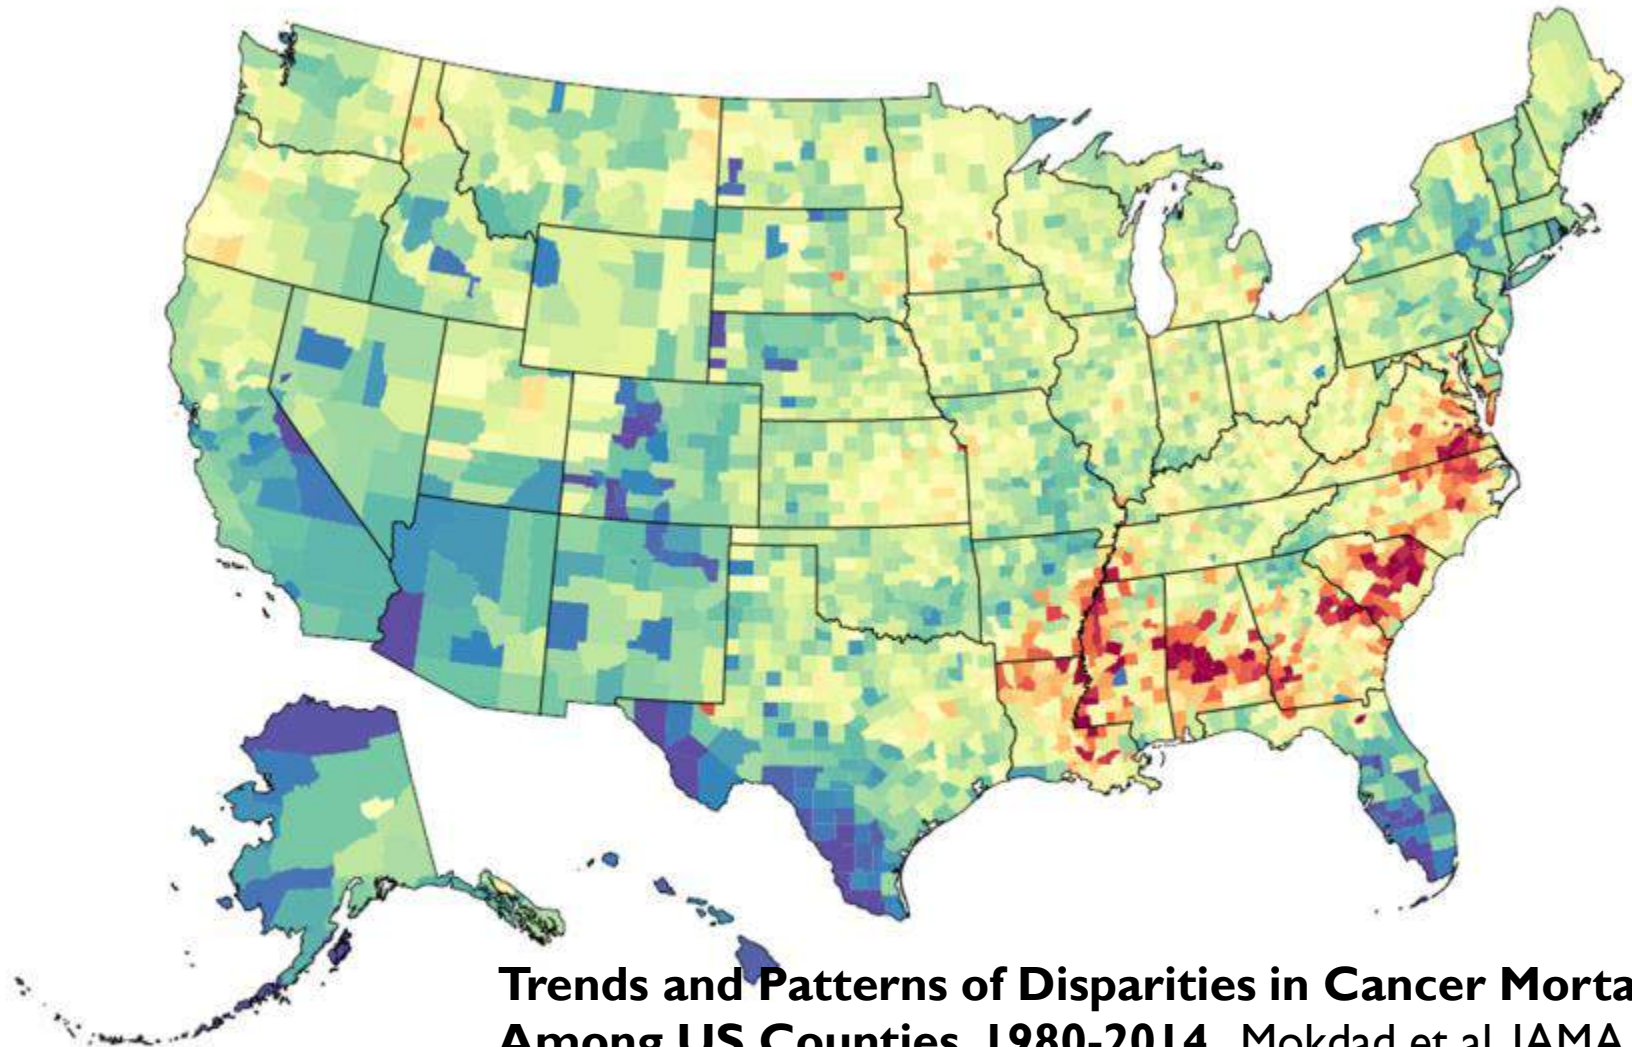 Trends and Patterns of Disparities in Cancer Morta
Among US Counties, 1980-2014. Mokdad et al JAMA